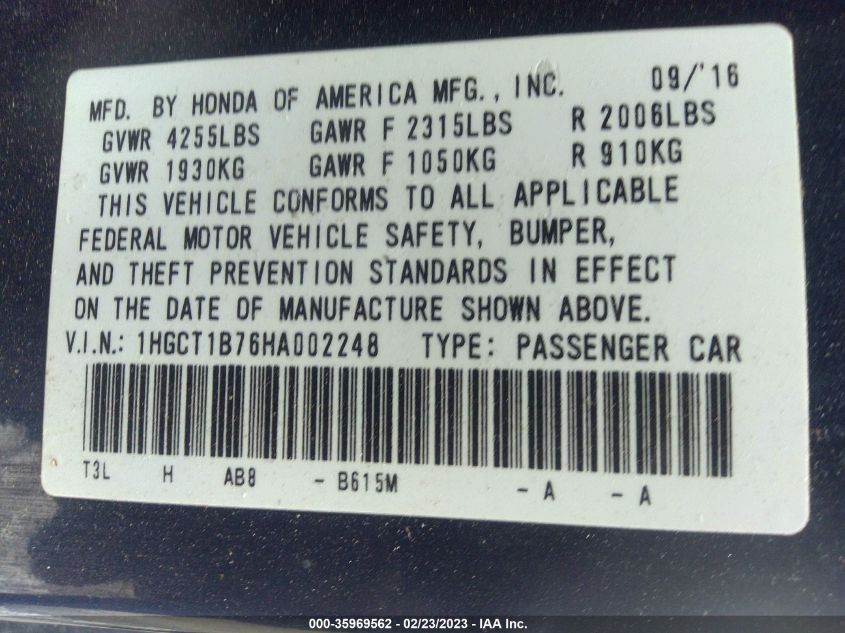 MFD. BY HONDA OF AMERICA MFG., INC. 09/'16
GVWR 4255LBS GAWR F 2315LBS R 2006LBS
GVWR 1930KG GAWR F 1050KG R 910KG
THIS VEHICLE CONFORMS TO ALL APPLICABLE
FEDERAL MOTOR VEHICLE SAFETY, BUMPER,
AND THEFT PREVENTION STANDARDS IN EFFECT
ON THE DATE OF MANUFACTURE SHOWN ABOVE.
V.I.N.: 1HGCT1B76HA002248 TYPE: PASSENGER CAR
T3L H AB8 - B615M - A - A
000-35969562 - 02/23/2023 - IAA Inc.